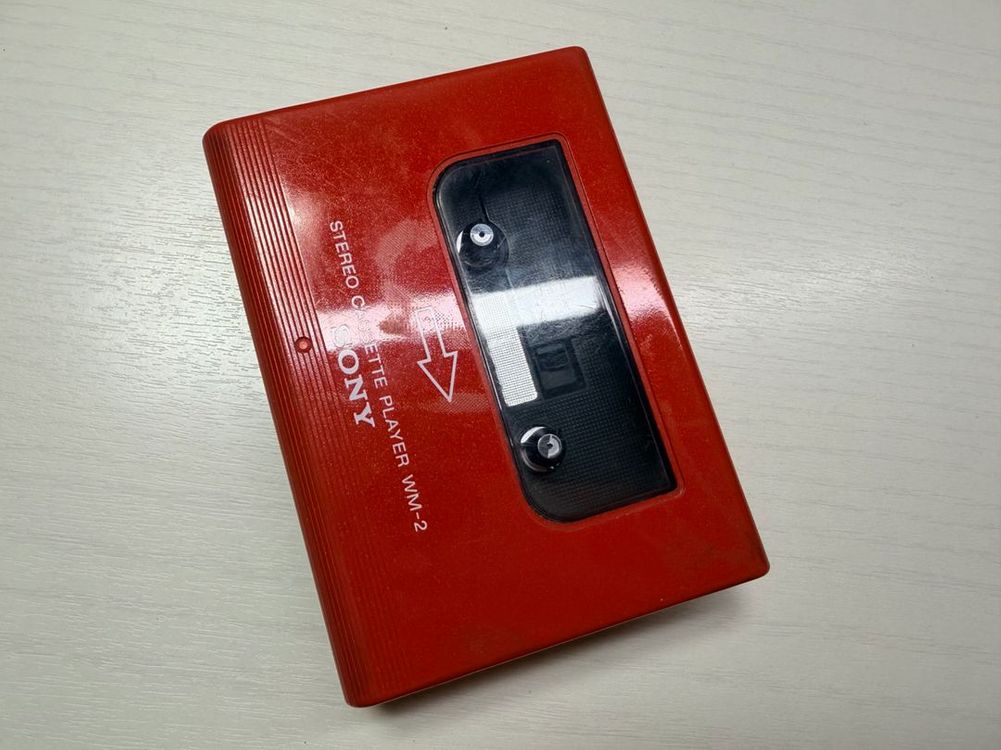 STEREO CASSETTE PLAYER WM-2
SONY